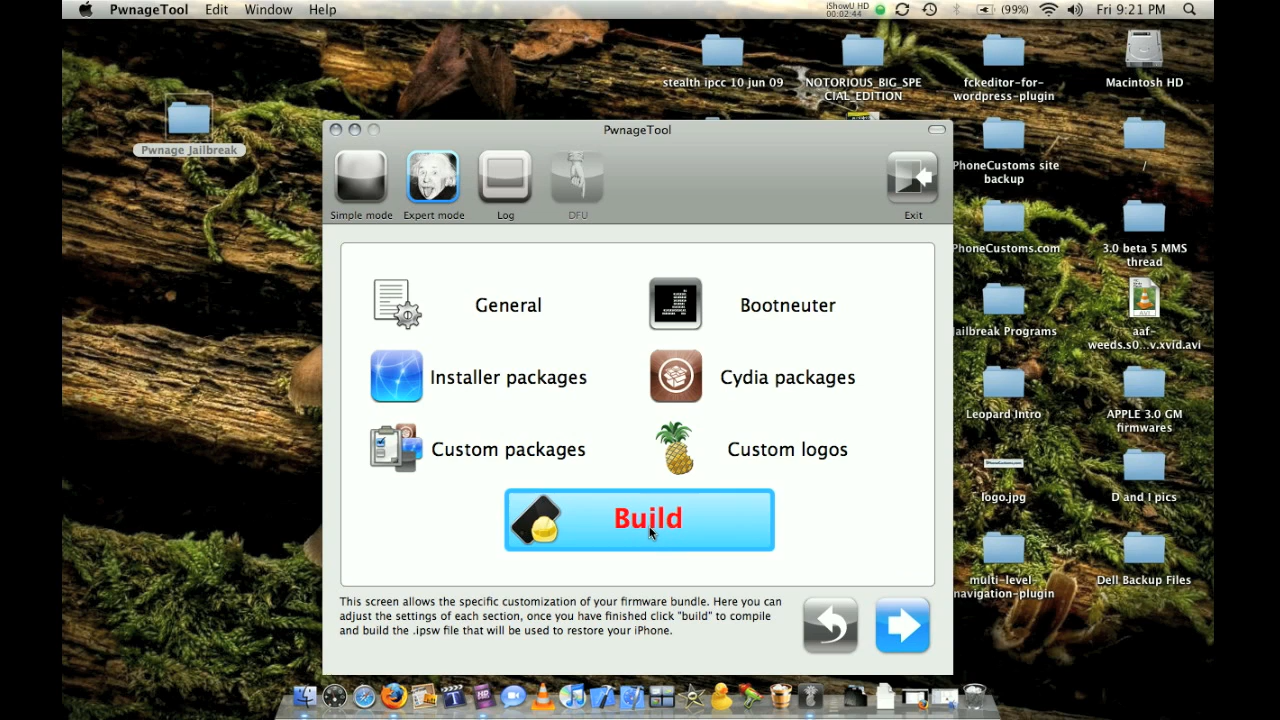 PwnageTool Edit Window Help
iShowU HD
00:02:44
(99%)
Fri 9:21 PM
Pwnage Jailbreak
stealth ipcc 10 jun 09
NOTORIOUS_BIG_SPE
CIAL_EDITION
fckeditor-for-
wordpress-plugin
Macintosh HD
PhoneCustoms site
backup
/
PhoneCustoms.com
3.0 beta 5 MMS
thread
Jailbreak Programs
aaf-
weeds.s0...v.xvid.avi
Leopard Intro
APPLE 3.0 GM
firmwares
logo.jpg
D and I pics
multi-level-
navigation-plugin
Dell Backup Files
PwnageTool
Simple mode
Expert mode
Log
DFU
Exit
General
Bootneuter
Installer packages
Cydia packages
Custom packages
Custom logos
Build
This screen allows the specific customization of your firmware bundle. Here you can
adjust the settings of each section, once you have finished click "build" to compile
and build the .ipsw file that will be used to restore your iPhone.